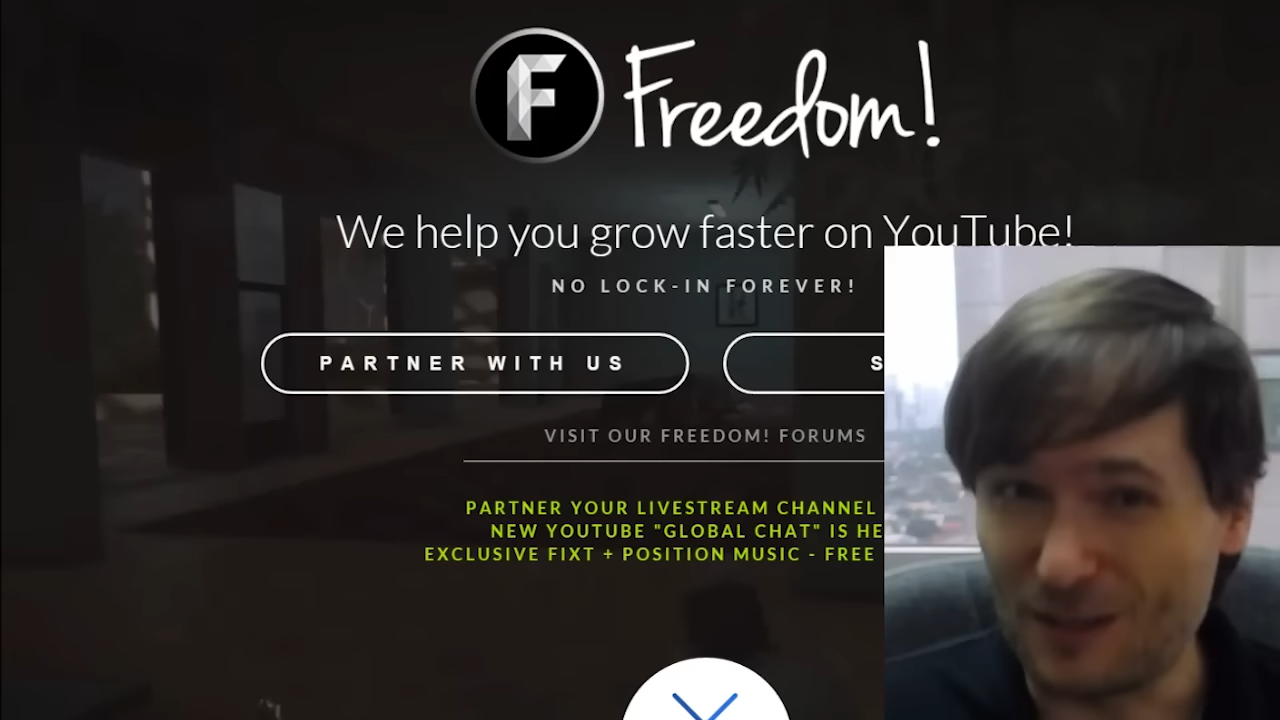 F Freedom!
We help you grow faster on YouTube!
NO LOCK-IN FOREVER!
PARTNER WITH US
S
VISIT OUR FREEDOM! FORUMS
PARTNER YOUR LIVESTREAM CHANNEL
NEW YOUTUBE "GLOBAL CHAT" IS HE
EXCLUSIVE FIXT + POSITION MUSIC - FREE